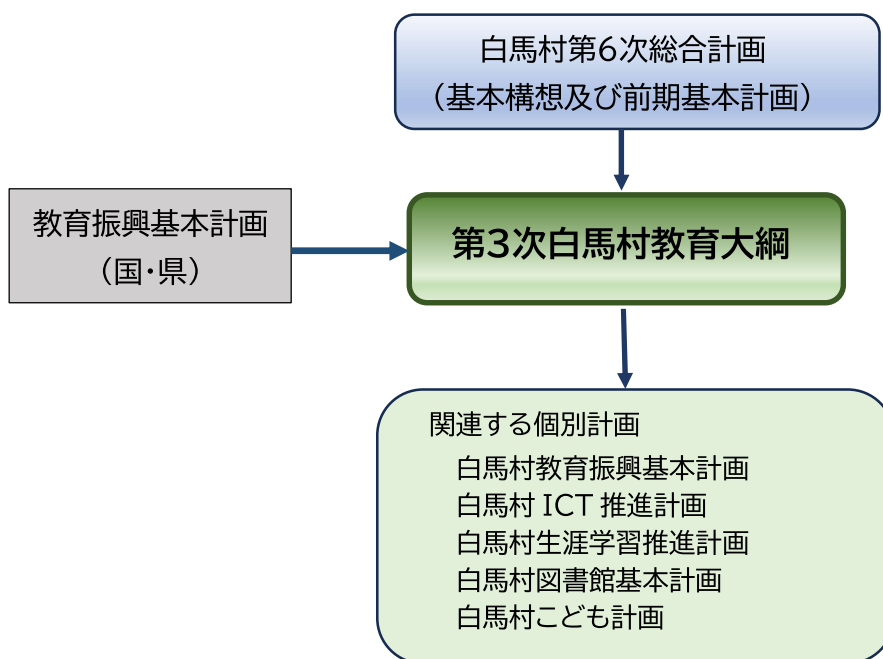 白馬村第6次総合計画
（基本構想及び前期基本計画）
教育振興基本計画
（国・県）
第3次白馬村教育大綱
関連する個別計画
白馬村教育振興基本計画
白馬村 ICT 推進計画
白馬村生涯学習推進計画
白馬村図書館基本計画
白馬村こども計画